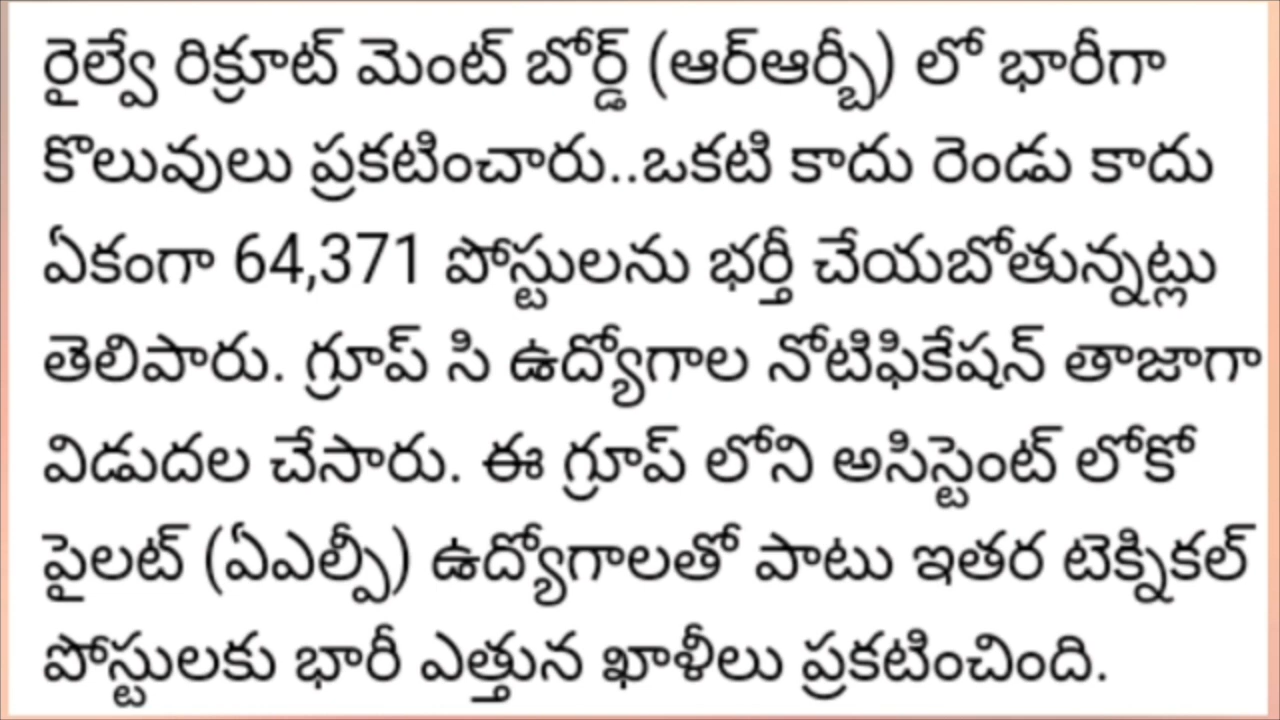 రైల్వే రిక్రూట్ మెంట్ బోర్డ్ (ఆర్ఆర్బీ) లో భారీగా
కొలువులు ప్రకటించారు..ఒకటి కాదు రెండు కాదు
ఏకంగా 64,371 పోస్టులను భర్తీ చేయబోతున్నట్లు
తెలిపారు. గ్రూప్ సి ఉద్యోగాల నోటిఫికేషన్ తాజాగా
విడుదల చేసారు. ఈ గ్రూప్ లోని అసిస్టెంట్ లోకో
పైలట్ (ఏఎల్పీ) ఉద్యోగాలతో పాటు ఇతర టెక్నికల్
పోస్టులకు భారీ ఎత్తున ఖాళీలు ప్రకటించింది.